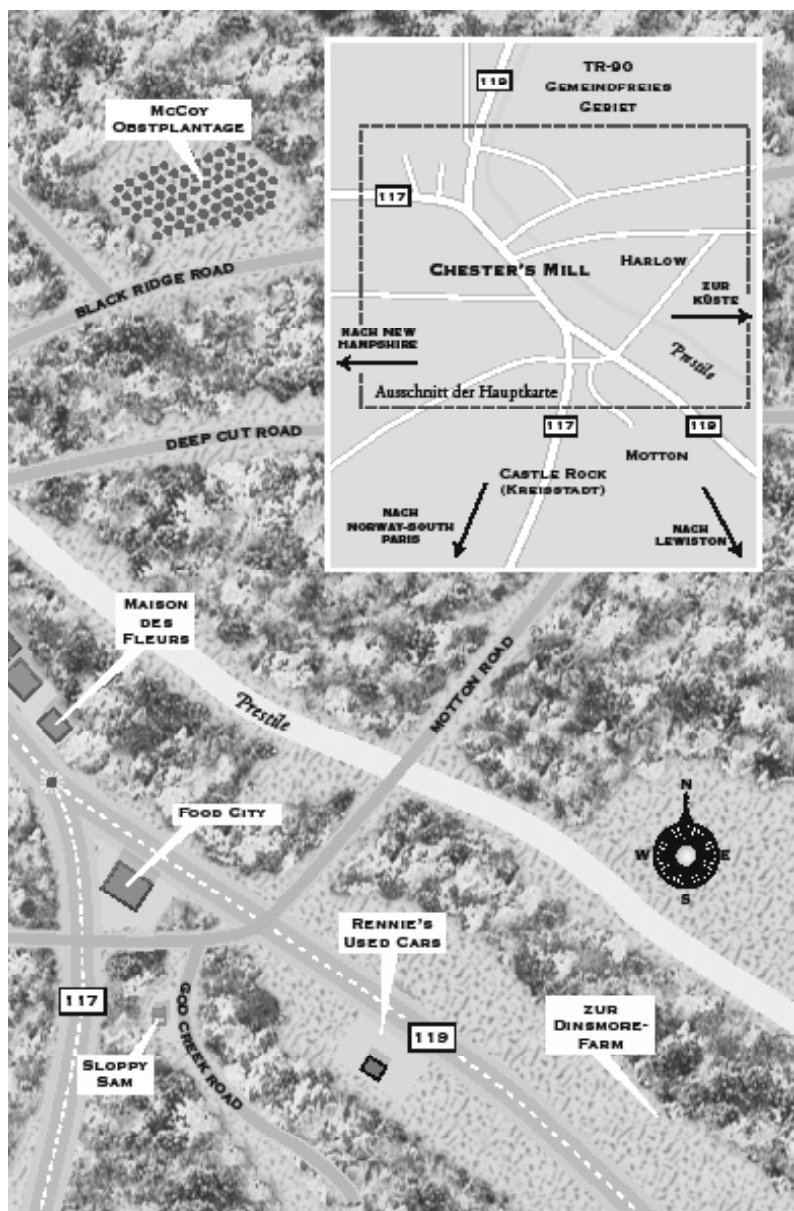 McCoy
Obstplantage
Black Ridge Road
Deep Cut Road
119
TR-90
Gemeindfreies
Gebiet
117
Chester's Mill
Harlow
zur
Küste
nach New
Hampshire
Prestile
Ausschnitt der Hauptkarte
117
119
Motton
Castle Rock
(Kreisstadt)
nach
Norway-South
Paris
nach
Lewiston
Maison
des
Fleurs
Prestile
Motton Road
Food City
N
W
E
S
Rennie's
Used Cars
117
119
God Creek Road
Sloppy
Sam
zur
Dinsmore-
Farm